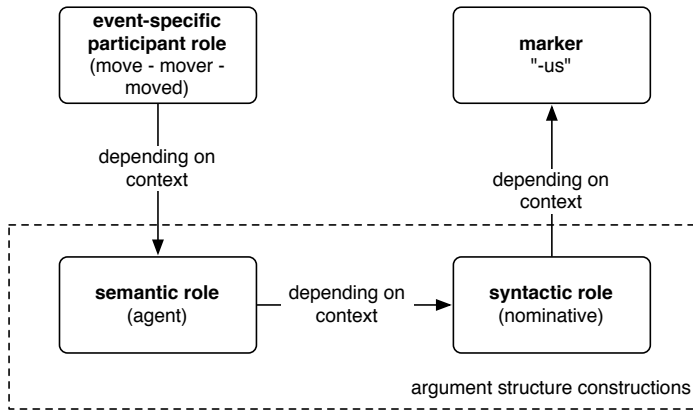 event-specific
participant role
(move - mover -
moved)
marker
"-us"
depending on
context
depending on
context
semantic role
(agent)
depending on
context
syntactic role
(nominative)
argument structure constructions